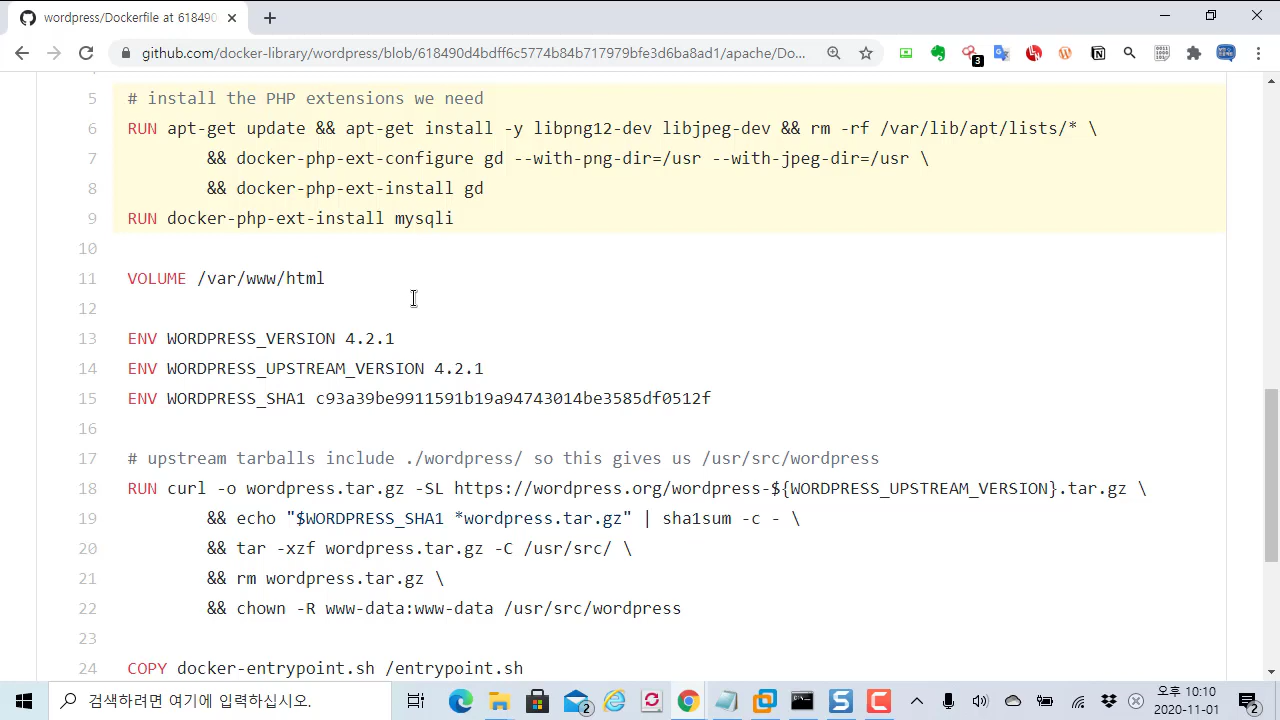 wordpress/Dockerfile at 618490
github.com/docker-library/wordpress/blob/618490d4bdff6c5774b84b717979bfe3d6ba8ad1/apache/Do...
3
5 # install the PHP extensions we need
6 RUN apt-get update && apt-get install -y libpng12-dev libjpeg-dev && rm -rf /var/lib/apt/lists/* \
7 && docker-php-ext-configure gd --with-png-dir=/usr --with-jpeg-dir=/usr \
8 && docker-php-ext-install gd
9 RUN docker-php-ext-install mysqli
10
11 VOLUME /var/www/html
12
13 ENV WORDPRESS_VERSION 4.2.1
14 ENV WORDPRESS_UPSTREAM_VERSION 4.2.1
15 ENV WORDPRESS_SHA1 c93a39be9911591b19a94743014be3585df0512f
16
17 # upstream tarballs include ./wordpress/ so this gives us /usr/src/wordpress
18 RUN curl -o wordpress.tar.gz -SL https://wordpress.org/wordpress-${WORDPRESS_UPSTREAM_VERSION}.tar.gz \
19 && echo "$WORDPRESS_SHA1 *wordpress.tar.gz" | sha1sum -c - \
20 && tar -xzf wordpress.tar.gz -C /usr/src/ \
21 && rm wordpress.tar.gz \
22 && chown -R www-data:www-data /usr/src/wordpress
23
24 COPY docker-entrypoint.sh /entrypoint.sh
검색하려면 여기에 입력하십시오.
2
오후 10:10
2020-11-01
2